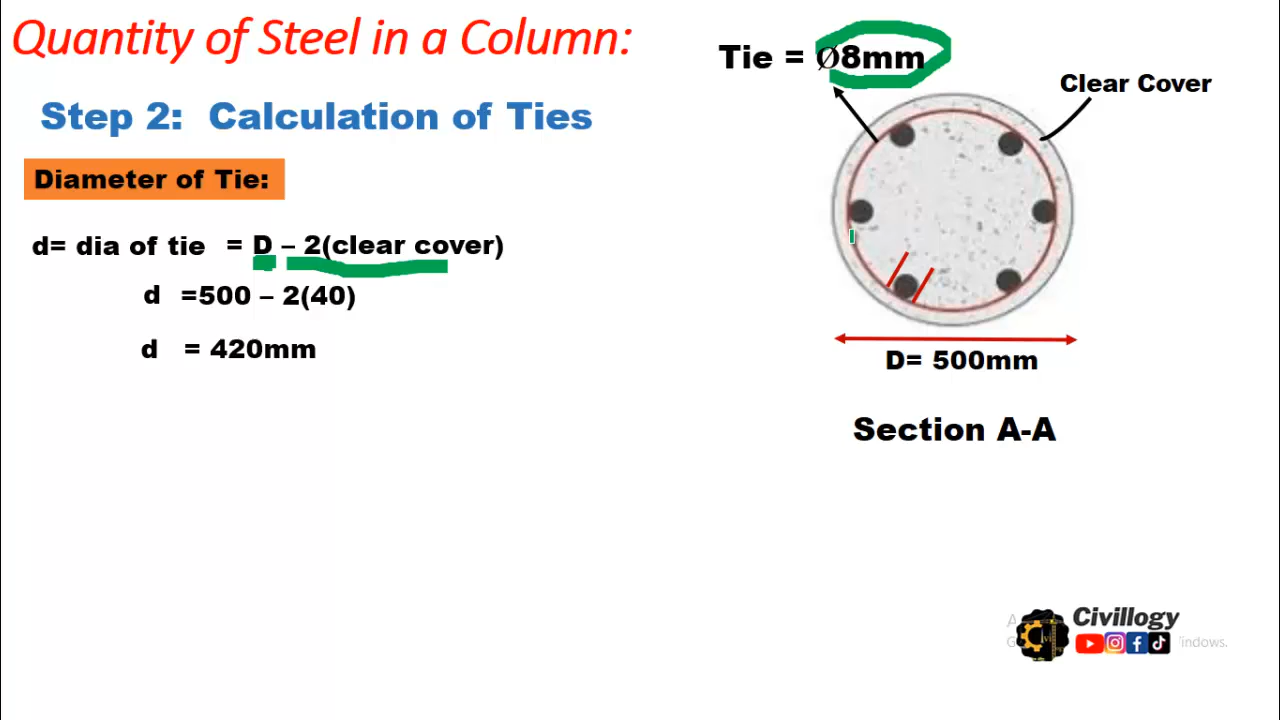 Quantity of Steel in a Column:
Step 2: Calculation of Ties
Diameter of Tie:
d= dia of tie = D – 2(clear cover)
d =500 – 2(40)
d = 420mm
Tie = Ø8mm
Clear Cover
D= 500mm
Section A-A
Civillogy